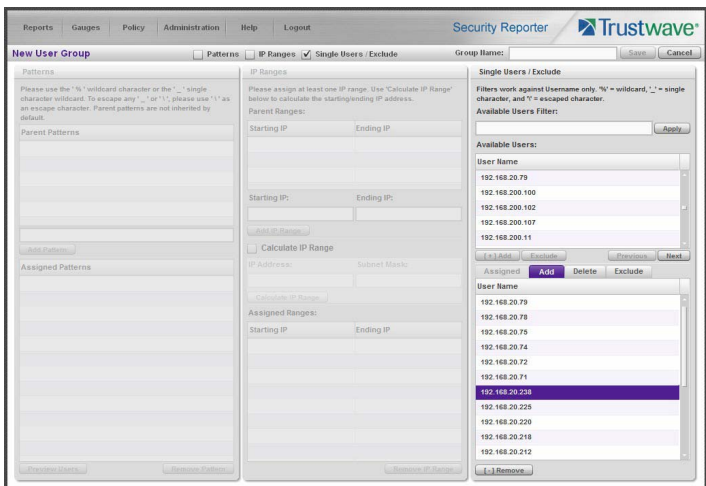 Reports Gauges Policy Administration Help Logout
Security Reporter
Trustwave®
New User Group
Patterns IP Ranges Single Users / Exclude
Group Name:
Save Cancel
Patterns
Please use the ' % ' wildcard character or the ' _ ' single
character wildcard. To escape any ' _ ' or ' \ ', please use ' \ ' as
an escape character. Parent patterns are not inherited by
default.
Parent Patterns
Add Pattern
Assigned Patterns
Preview Users Remove Pattern
IP Ranges
Please assign at least one IP range. Use 'Calculate IP Range'
below to calculate the starting/ending IP address.
Parent Ranges:
Starting IP Ending IP
Starting IP: Ending IP:
Add IP Range
Calculate IP Range
IP Address: Subnet Mask:
Calculate IP Range
Assigned Ranges:
Starting IP Ending IP
Remove IP Range
Single Users / Exclude
Filters work against Username only. '%' = wildcard, '_' = single
character, and '\' = escaped character.
Available Users Filter:
Apply
Available Users:
User Name
192.168.20.79
192.168.200.100
192.168.200.102
192.168.200.107
192.168.200.11
[+] Add Exclude Previous Next
Assigned Add Delete Exclude
User Name
192.168.20.79
192.168.20.78
192.168.20.75
192.168.20.74
192.168.20.72
192.168.20.71
192.168.20.238
192.168.20.225
192.168.20.220
192.168.20.218
192.168.20.212
[-] Remove